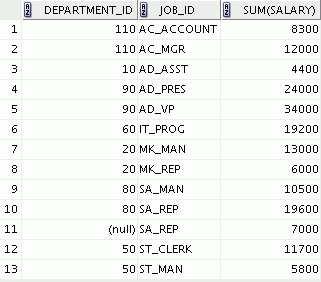 DEPARTMENT_ID JOB_ID SUM(SALARY)
1 110 AC_ACCOUNT 8300
2 110 AC_MGR 12000
3 10 AD_ASST 4400
4 90 AD_PRES 24000
5 90 AD_VP 34000
6 60 IT_PROG 19200
7 20 MK_MAN 13000
8 20 MK_REP 6000
9 80 SA_MAN 10500
10 80 SA_REP 19600
11 (null) SA_REP 7000
12 50 ST_CLERK 11700
13 50 ST_MAN 5800